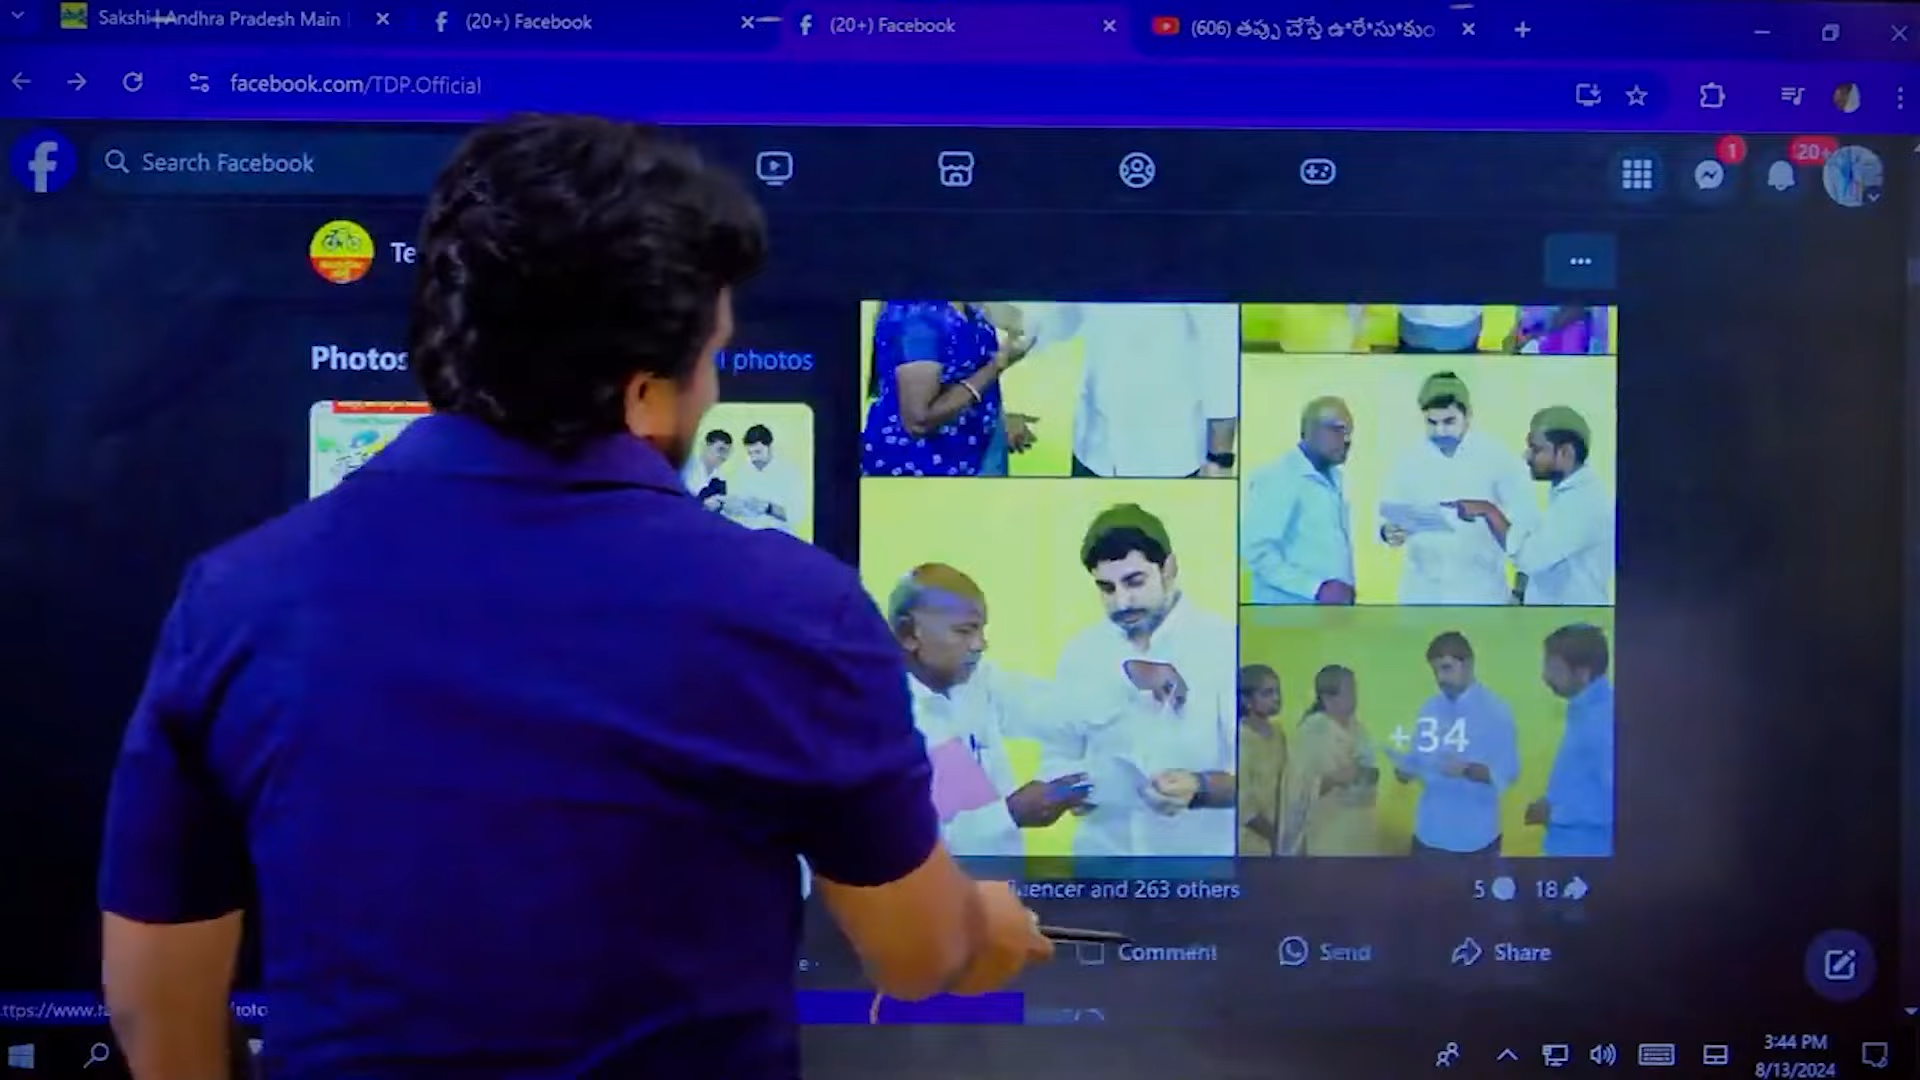 Sakshi | Andhra Pradesh Main
(20+) Facebook
(20+) Facebook
(606) తప్పు చేస్తే ఉ*రే*సు*కుం
facebook.com/TDP.Official
Search Facebook
1
20+
Te
Photos
photos
+34
and 263 others
5
18
Comment
Send
Share
3:44 PM
8/13/2024